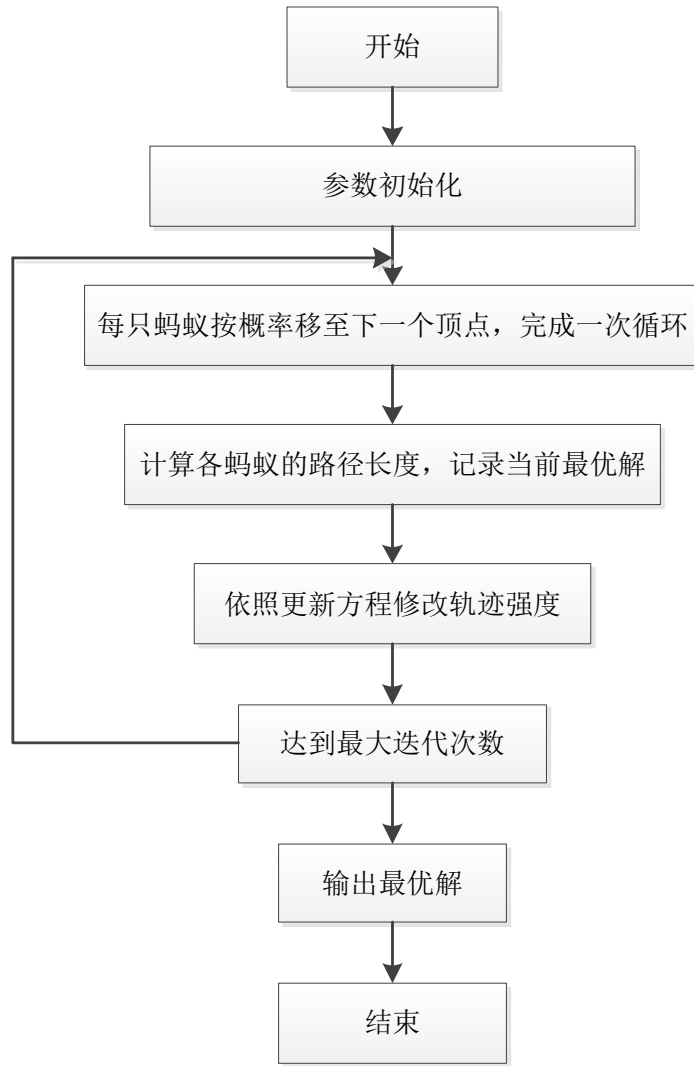 开始
参数初始化
每只蚂蚁按概率移至下一个顶点，完成一次循环
计算各蚂蚁的路径长度，记录当前最优解
依照更新方程修改轨迹强度
达到最大迭代次数
输出最优解
结束